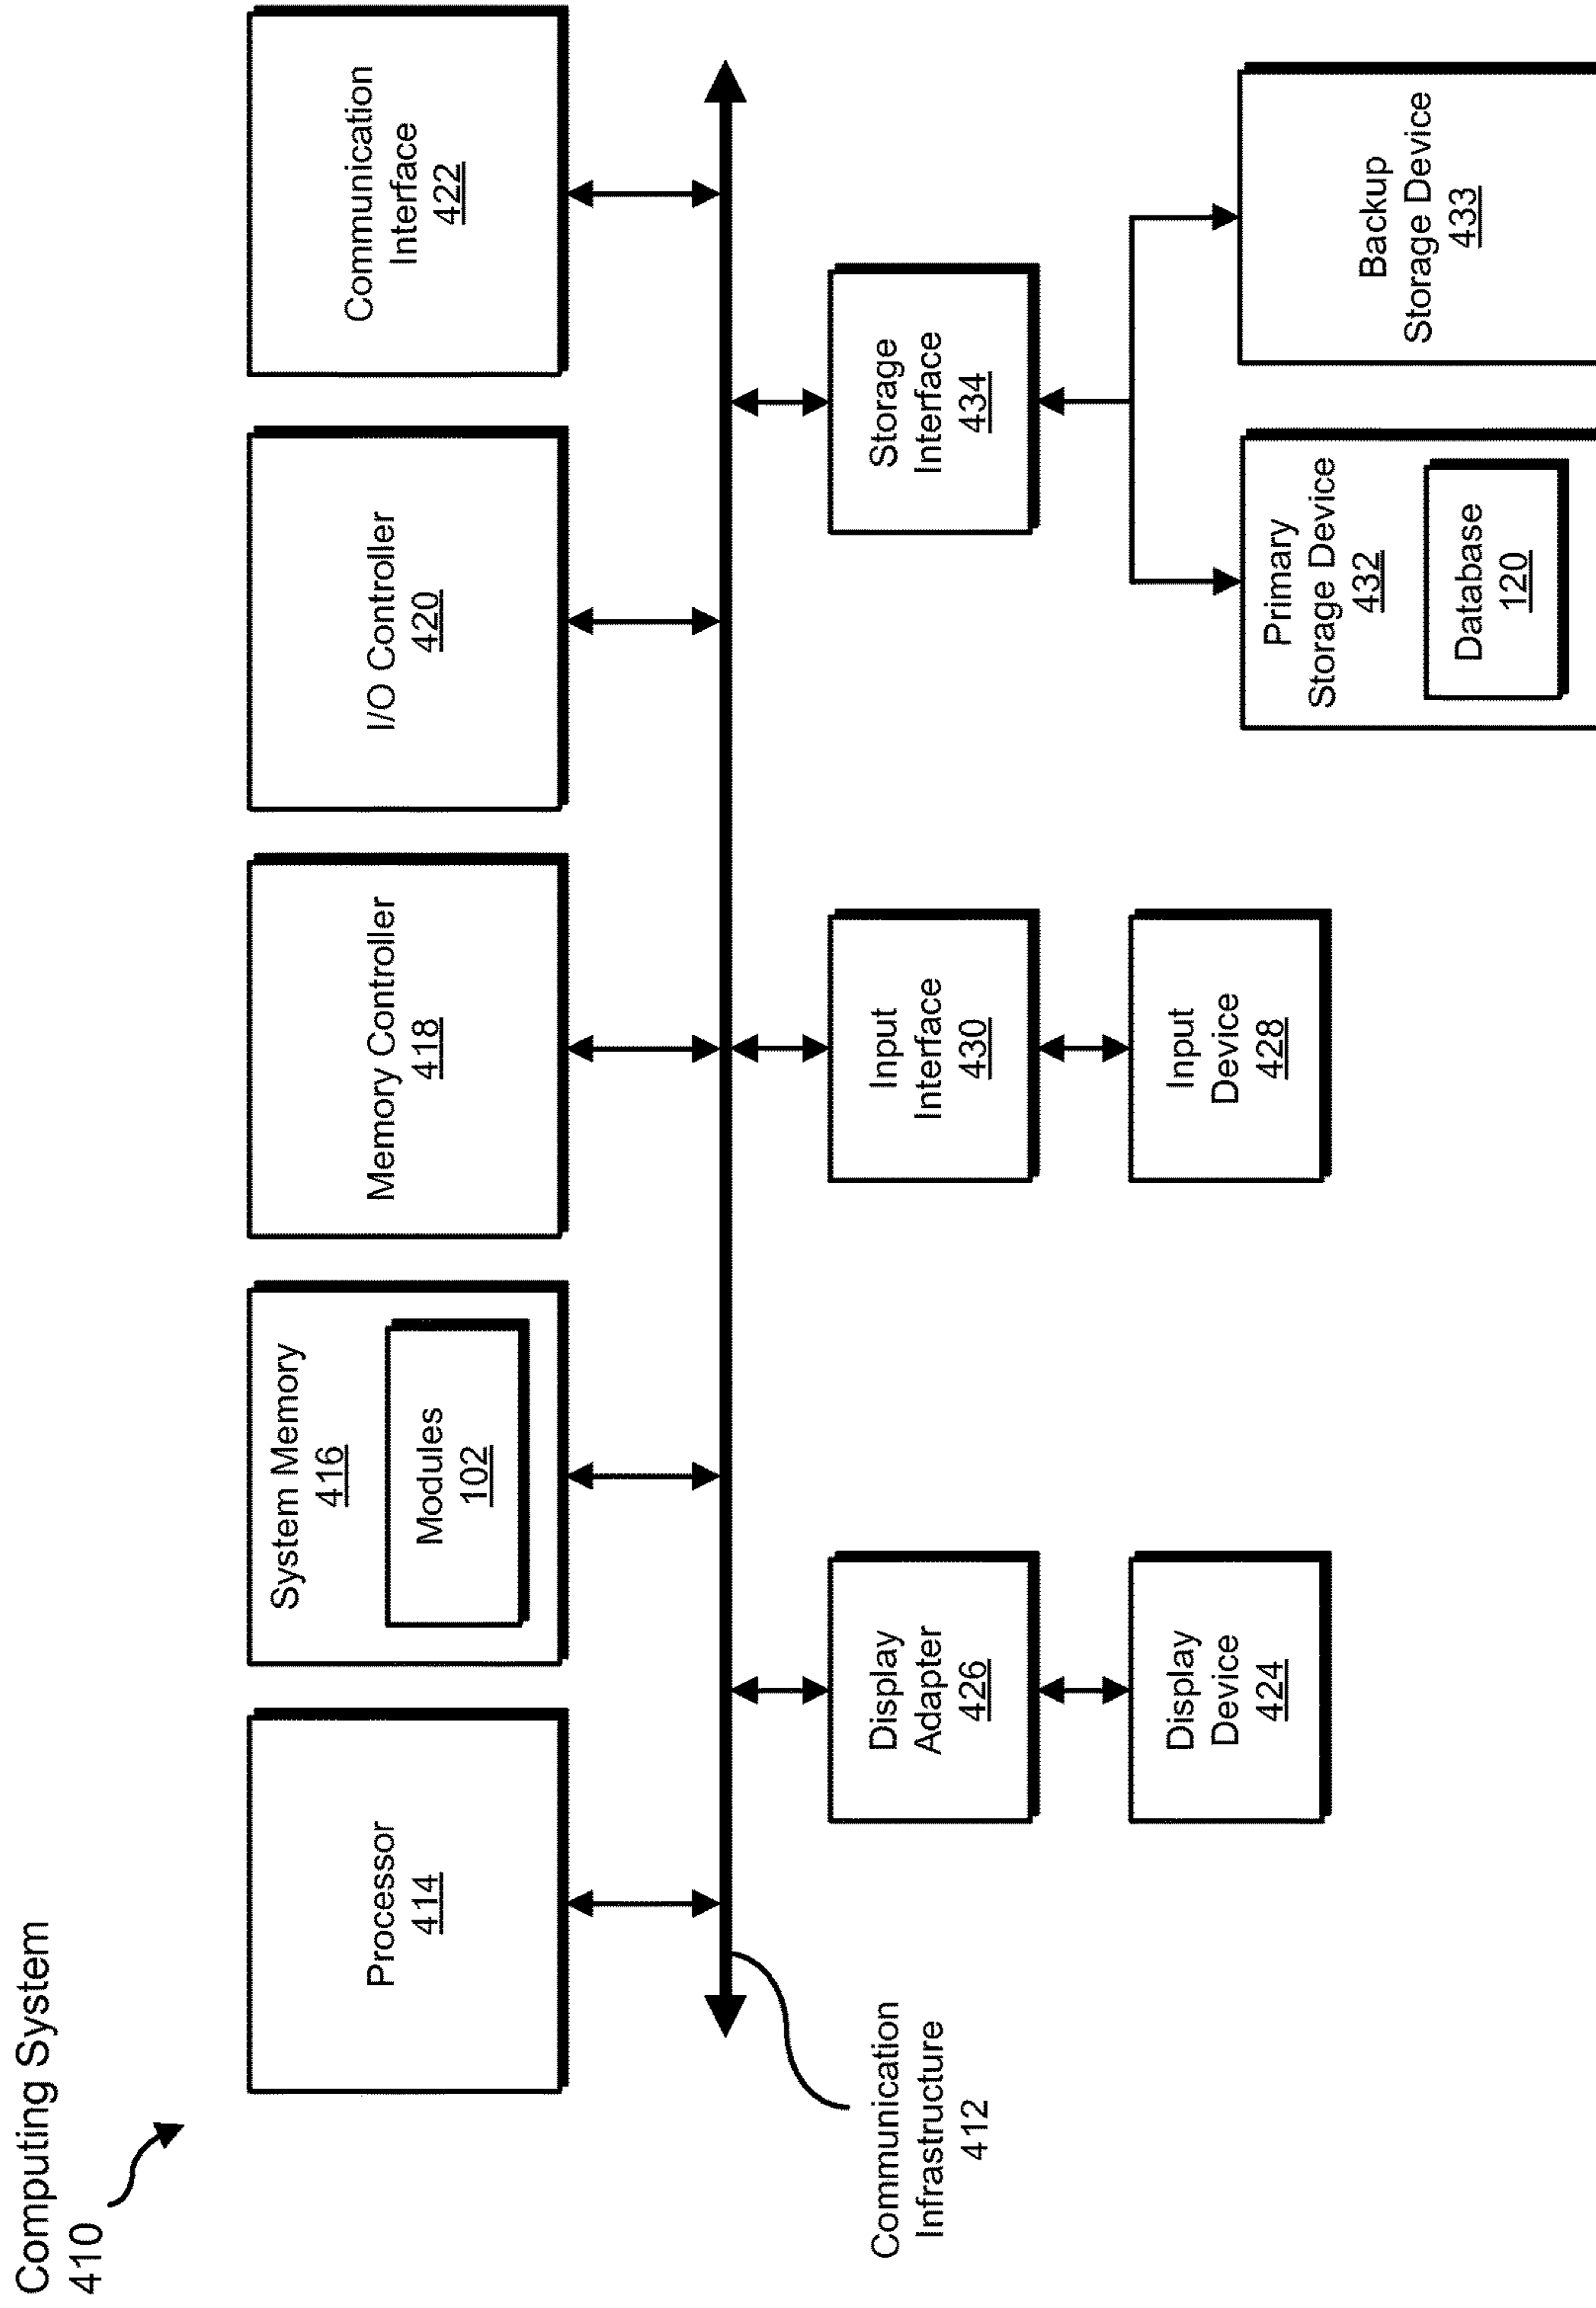 Computing System
410
Processor
414
System Memory
416
Modules
102
Memory Controller
418
I/O Controller
420
Communication
Interface
422
Communication
Infrastructure
412
Display
Adapter
426
Input
Interface
430
Storage
Interface
434
Display
Device
424
Input
Device
428
Primary
Storage Device
432
Database
120
Backup
Storage Device
433